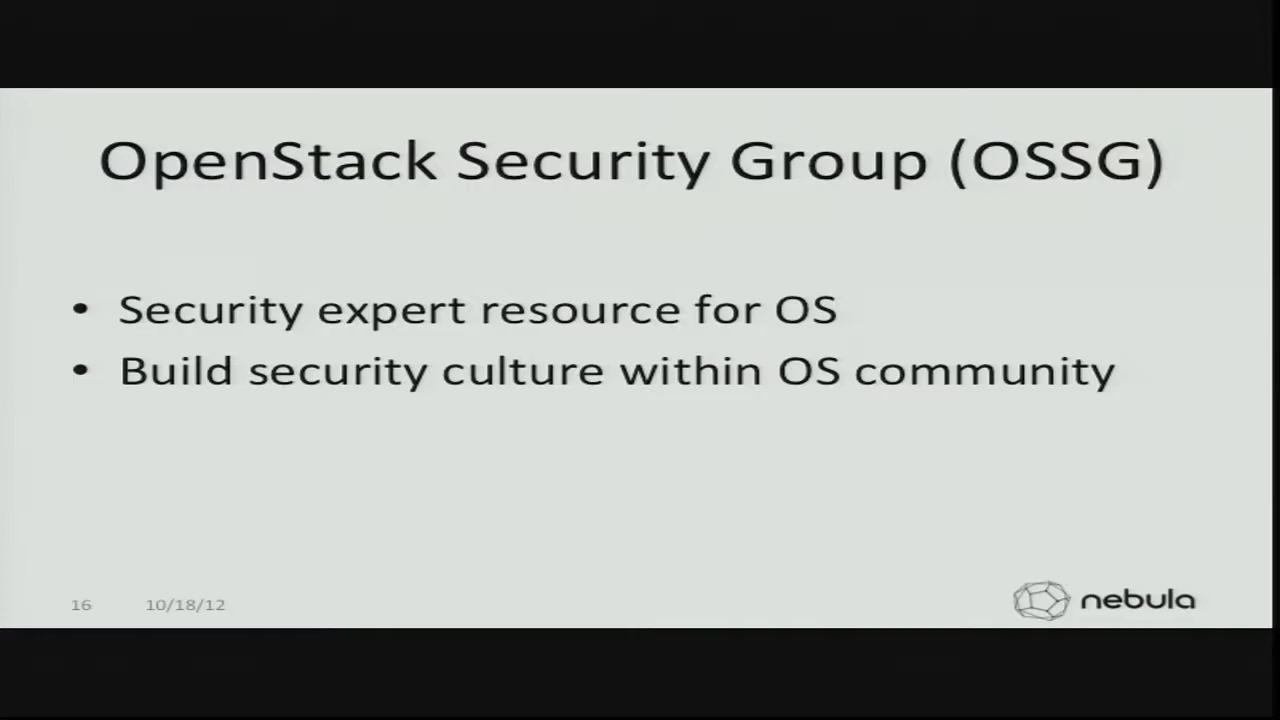 OpenStack Security Group (OSSG)
• Security expert resource for OS
• Build security culture within OS community
16 10/18/12 nebula